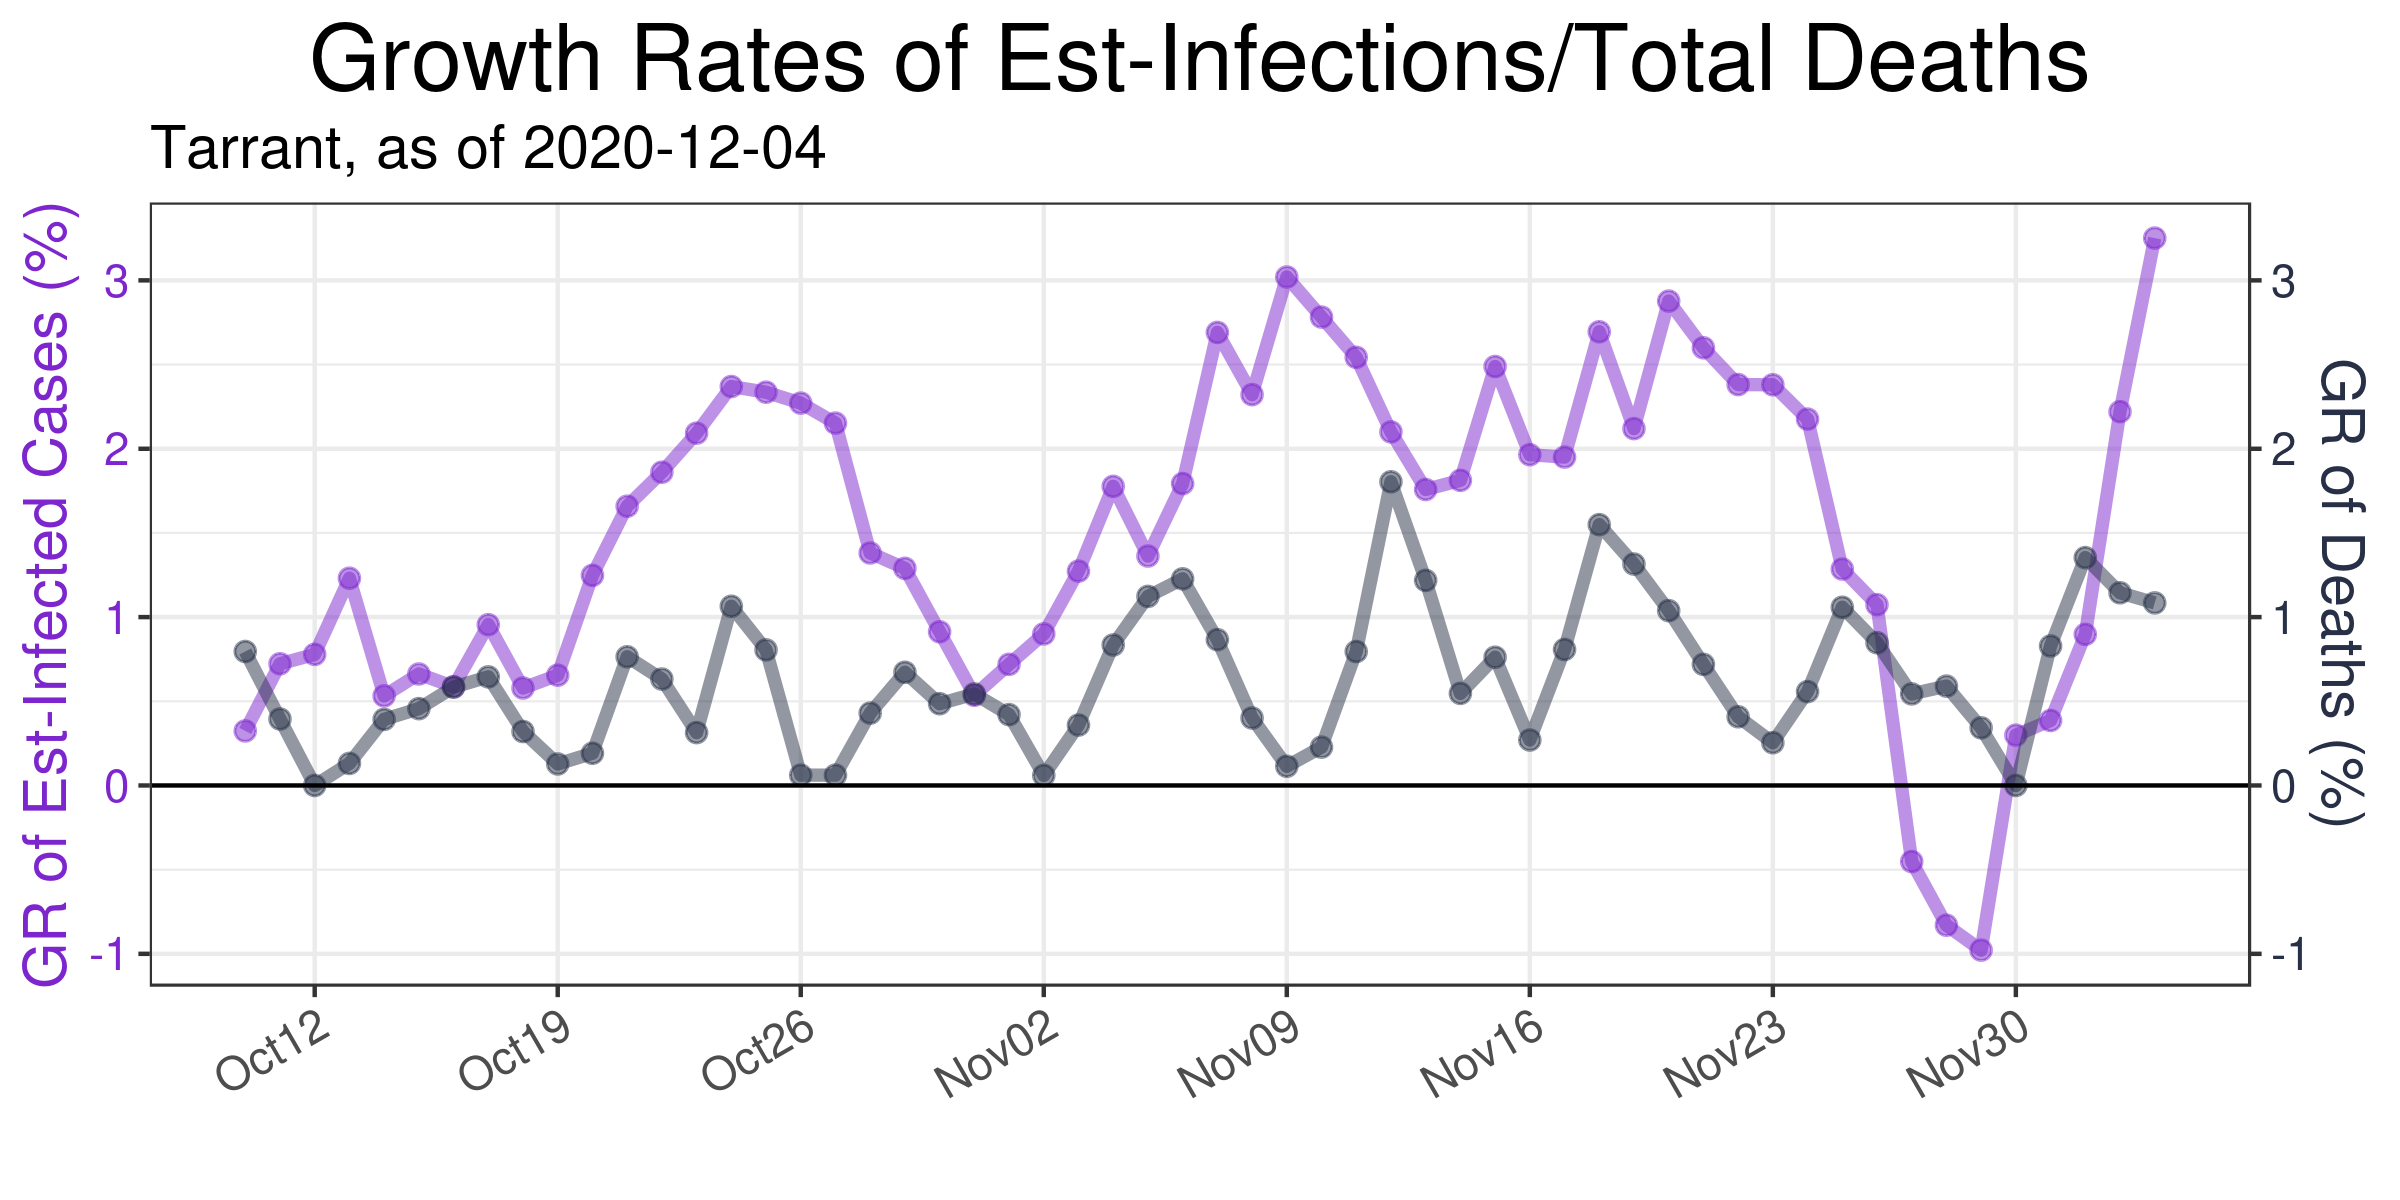 Growth Rates of Est-Infections/Total Deaths
Tarrant, as of 2020-12-04
GR of Est-Infected Cases (%)
3
2
1
0
-1
3
2
1
0
-1
GR of Deaths (%)
Oct12
Oct19
Oct26
Nov02
Nov09
Nov16
Nov23
Nov30